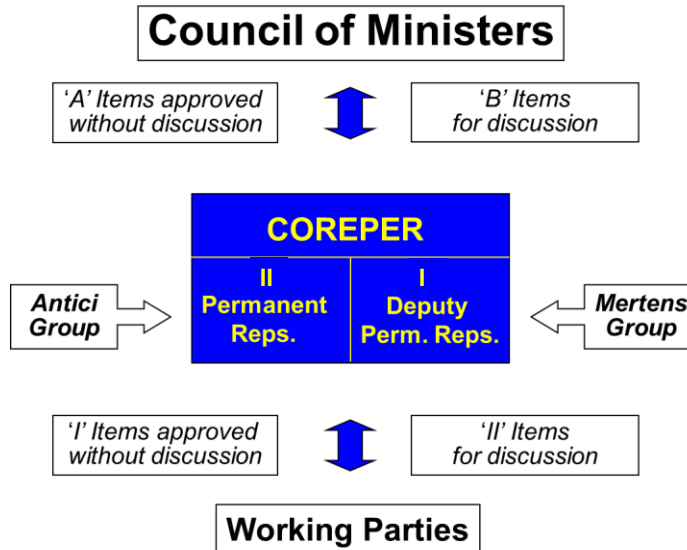 Council of Ministers
'A' Items approved
without discussion
'B' Items
for discussion
COREPER
II
Permanent
Reps.
I
Deputy
Perm. Reps.
Antici
Group
Mertens
Group
'I' Items approved
without discussion
'II' Items
for discussion
Working Parties